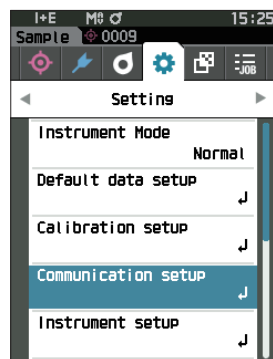 I+E M0 15:25
Sample 0009
-JOB
Setting
Instrument Mode
Normal
Default data setup
Calibration setup
Communication setup
Instrument setup